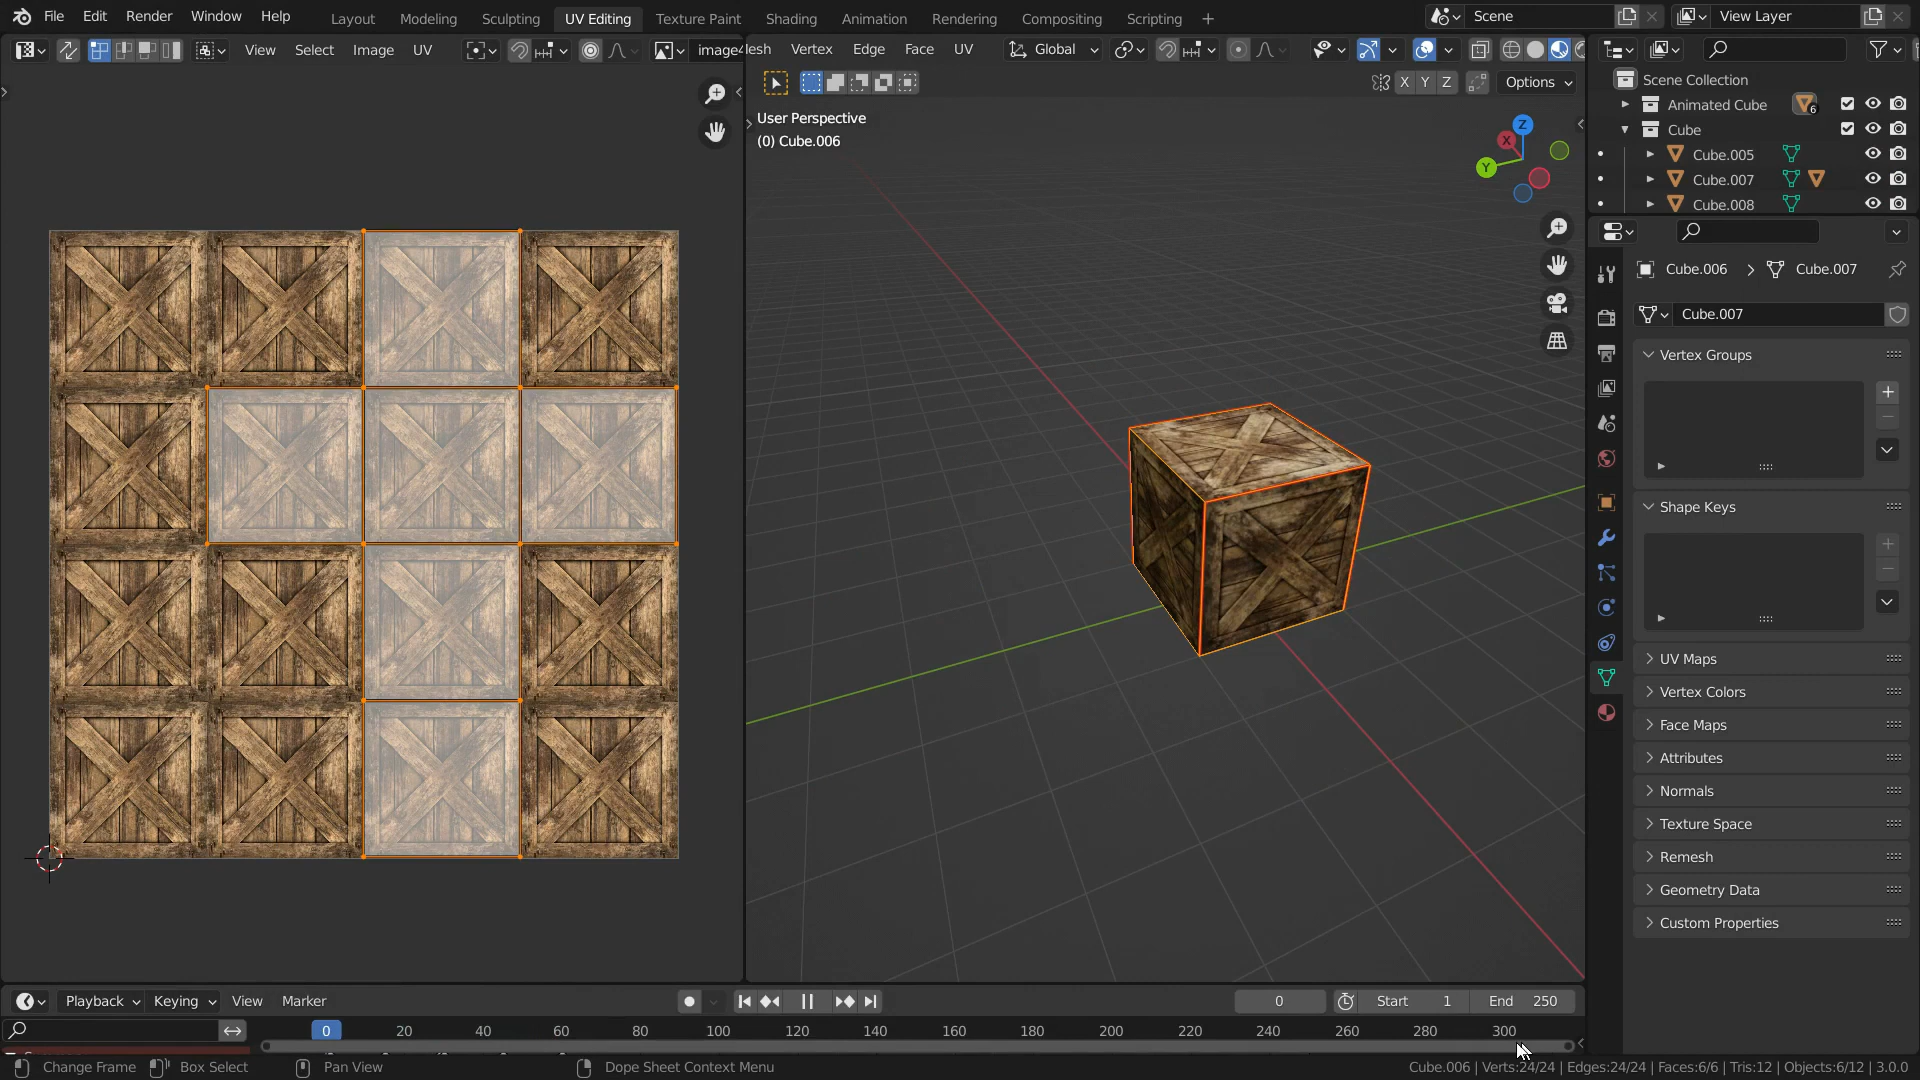 File Edit Render Window Help Layout Modeling Sculpting UV Editing Texture Paint Shading Animation Rendering Compositing Scripting + Scene View Layer
View Select Image UV image4 lesh Vertex Edge Face UV Global
X Y Z Options
User Perspective
(0) Cube.006
Z
X
Y
Scene Collection
Animated Cube 6
Cube
Cube.005
Cube.007
Cube.008
Cube.006 > Cube.007
Cube.007
Vertex Groups
Shape Keys
UV Maps
Vertex Colors
Face Maps
Attributes
Normals
Texture Space
Remesh
Geometry Data
Custom Properties
Playback Keying View Marker 0 Start 1 End 250
0 20 40 60 80 100 120 140 160 180 200 220 240 260 280 300
Change Frame Box Select Pan View Dope Sheet Context Menu Cube.006 | Verts:24/24 | Edges:24/24 | Faces:6/6 | Tris:12 | Objects:6/12 | 3.0.0